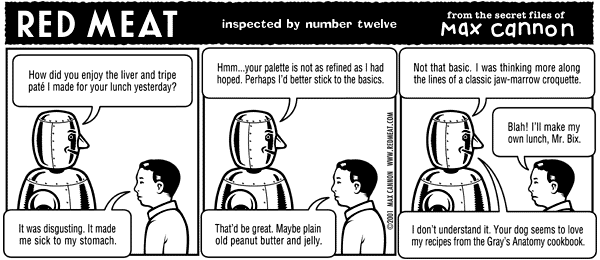 RED MEAT
inspected by number twelve
from the secret files of
Max cannon
How did you enjoy the liver and tripe
paté I made for your lunch yesterday?
It was disgusting. It made
me sick to my stomach.
Hmm...your palette is not as refined as I had
hoped. Perhaps I'd better stick to the basics.
That'd be great. Maybe plain
old peanut butter and jelly.
©2001 MAX CANNON WWW.REDMEAT.COM
Not that basic. I was thinking more along
the lines of a classic jaw-marrow croquette.
Blah! I'll make my
own lunch, Mr. Bix.
I don't understand it. Your dog seems to love
my recipes from the Gray's Anatomy cookbook.